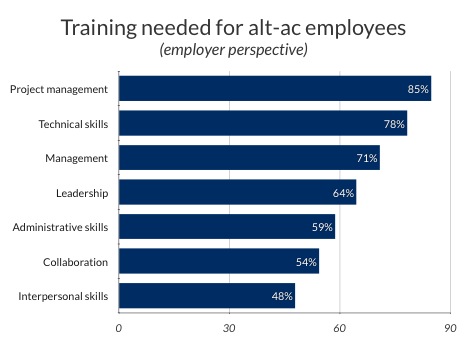 Training needed for alt-ac employees
(employer perspective)
Project management 85%
Technical skills 78%
Management 71%
Leadership 64%
Administrative skills 59%
Collaboration 54%
Interpersonal skills 48%
0 30 60 90